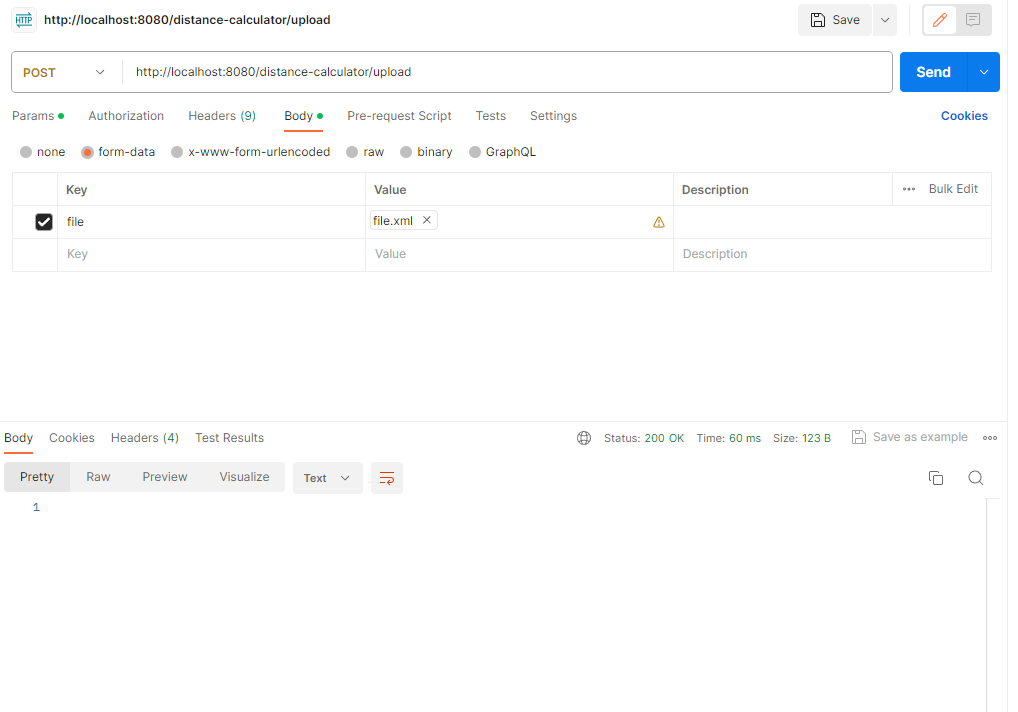 HTTP http://localhost:8080/distance-calculator/upload Save
POST http://localhost:8080/distance-calculator/upload Send
Params Authorization Headers (9) Body Pre-request Script Tests Settings Cookies
none form-data x-www-form-urlencoded raw binary GraphQL
Key Value Description Bulk Edit
file file.xml
Key Value Description
Body Cookies Headers (4) Test Results Status: 200 OK Time: 60 ms Size: 123 B Save as example
Pretty Raw Preview Visualize Text
1